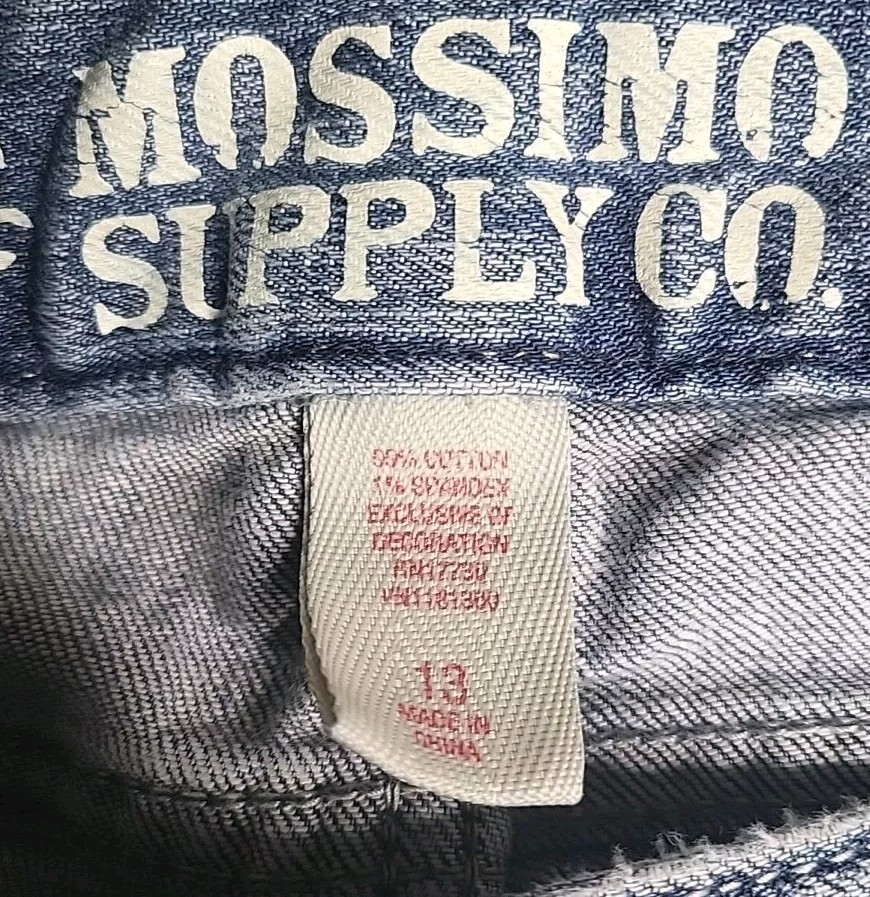 MOSSIMO
SUPPLY CO.
99% COTTON
1% SPANDEX
EXCLUSIVE OF
DECORATION
13
MADE IN
CHINA